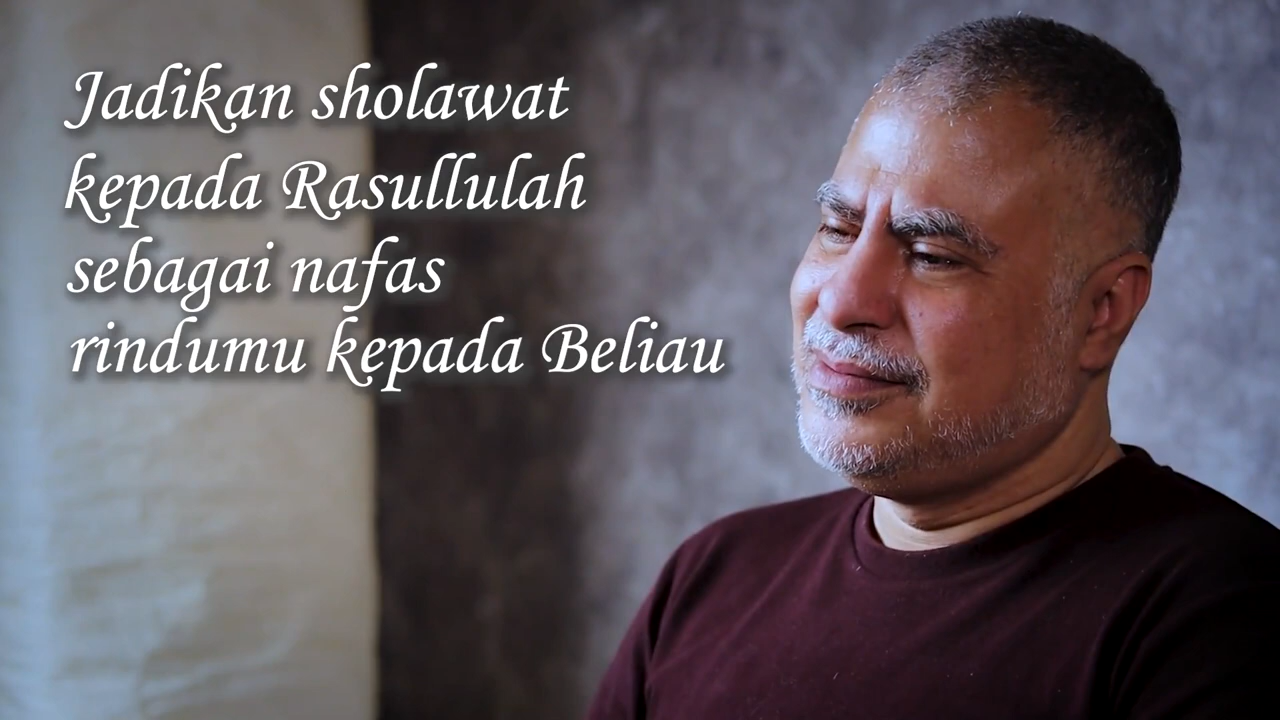 Jadikan sholawat
kepada Rasullulah
sebagai nafas
rindumu kepada Beliau